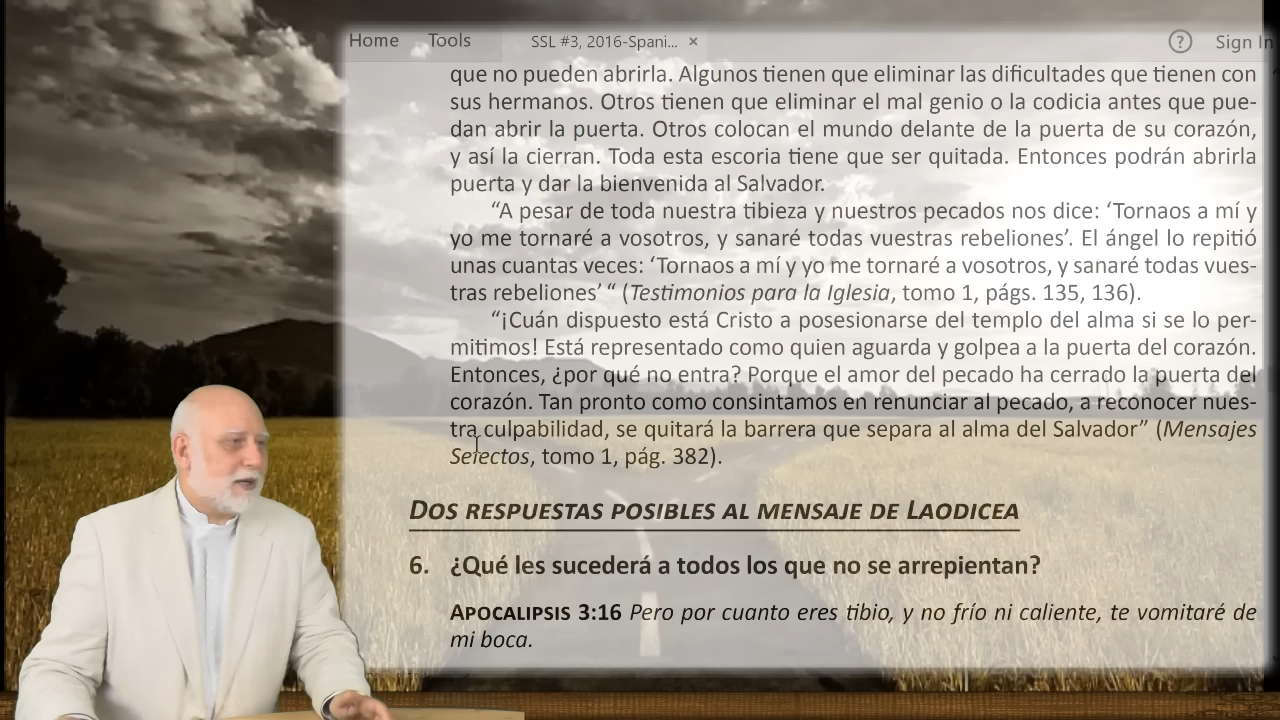 Home Tools SSL #3, 2016-Spani... × ? Sign In
que no pueden abrirla. Algunos tienen que eliminar las dificultades que tienen con
sus hermanos. Otros tienen que eliminar el mal genio o la codicia antes que pue-
dan abrir la puerta. Otros colocan el mundo delante de la puerta de su corazón,
y así la cierran. Toda esta escoria tiene que ser quitada. Entonces podrán abrirla
puerta y dar la bienvenida al Salvador.
“A pesar de toda nuestra tibieza y nuestros pecados nos dice: ‘Tornaos a mí y
yo me tornaré a vosotros, y sanaré todas vuestras rebeliones’. El ángel lo repitió
unas cuantas veces: ‘Tornaos a mí y yo me tornaré a vosotros, y sanaré todas vues-
tras rebeliones’ “ (Testimonios para la Iglesia, tomo 1, págs. 135, 136).
“¡Cuán dispuesto está Cristo a posesionarse del templo del alma si se lo per-
mitimos! Está representado como quien aguarda y golpea a la puerta del corazón.
Entonces, ¿por qué no entra? Porque el amor del pecado ha cerrado la puerta del
corazón. Tan pronto como consintamos en renunciar al pecado, a reconocer nues-
tra culpabilidad, se quitará la barrera que separa al alma del Salvador” (Mensajes
Selectos, tomo 1, pág. 382).
Dos respuestas posibles al mensaje de Laodicea
6. ¿Qué les sucederá a todos los que no se arrepientan?
Apocalipsis 3:16 Pero por cuanto eres tibio, y no frío ni caliente, te vomitaré de
mi boca.